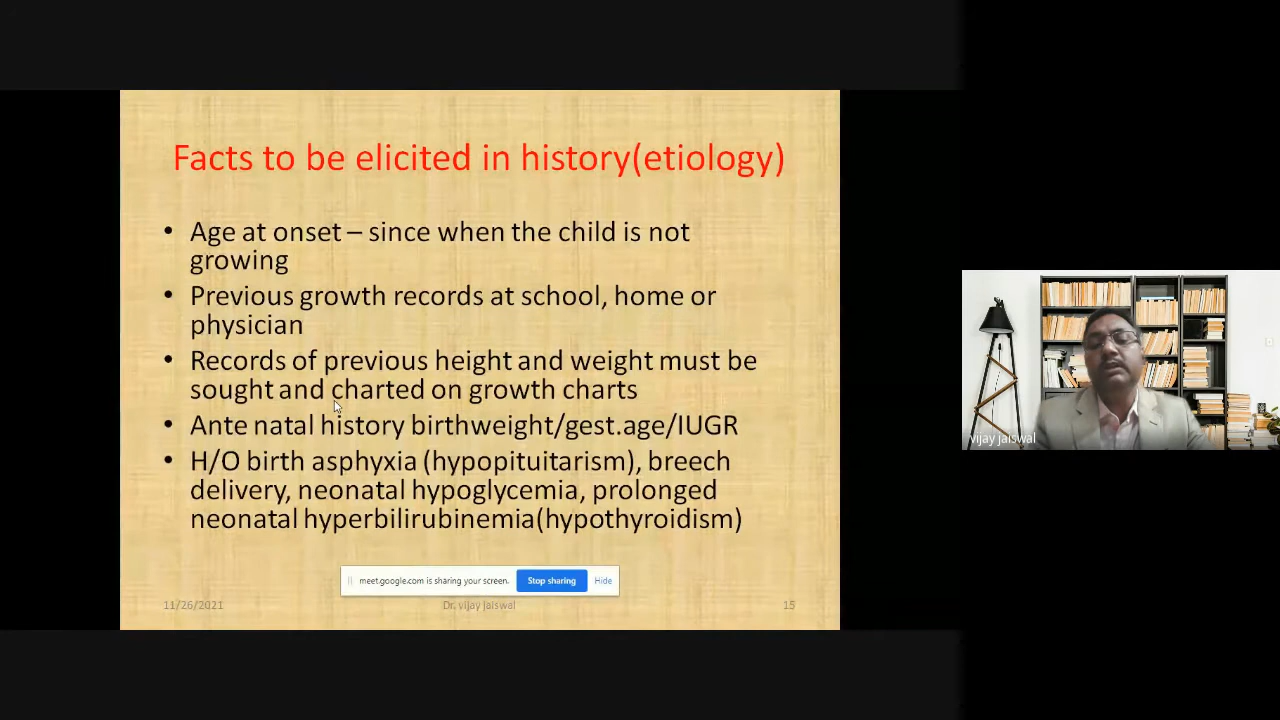 Facts to be elicited in history(etiology)
• Age at onset – since when the child is not
growing
• Previous growth records at school, home or
physician
• Records of previous height and weight must be
sought and charted on growth charts
• Ante natal history birthweight/gest.age/IUGR
• H/O birth asphyxia (hypopituitarism), breech
delivery, neonatal hypoglycemia, prolonged
neonatal hyperbilirubinemia(hypothyroidism)
meet.google.com is sharing your screen. Stop sharing Hide
11/26/2021 Dr. vijay jaiswal 15
vijay jaiswal